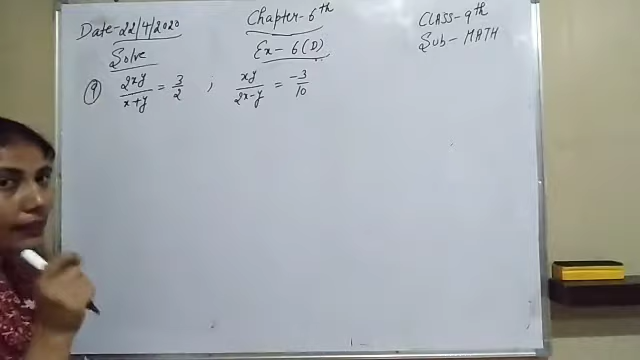 Date-22/4/2020 Chapter-6th CLASS-9th
Solve Ex-6(D) Sub-MATH
9 2xy/x+y = 3/2 ; xy/2x-y = -3/10